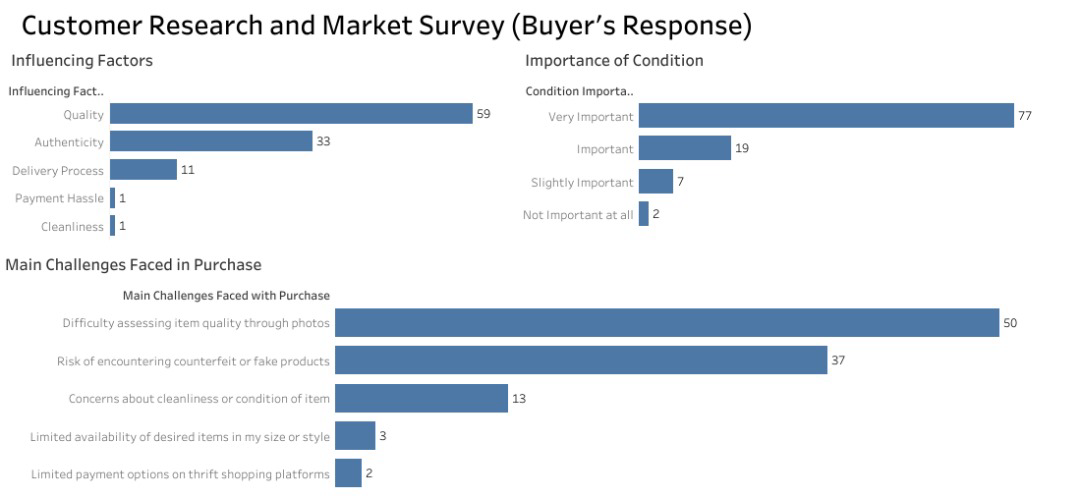 Customer Research and Market Survey (Buyer's Response)
Influencing Factors
Influencing Fact..
Quality 59
Authenticity 33
Delivery Process 11
Payment Hassle 1
Cleanliness 1
Importance of Condition
Condition Importa..
Very Important 77
Important 19
Slightly Important 7
Not Important at all 2
Main Challenges Faced in Purchase
Main Challenges Faced with Purchase
Difficulty assessing item quality through photos 50
Risk of encountering counterfeit or fake products 37
Concerns about cleanliness or condition of item 13
Limited availability of desired items in my size or style 3
Limited payment options on thrift shopping platforms 2